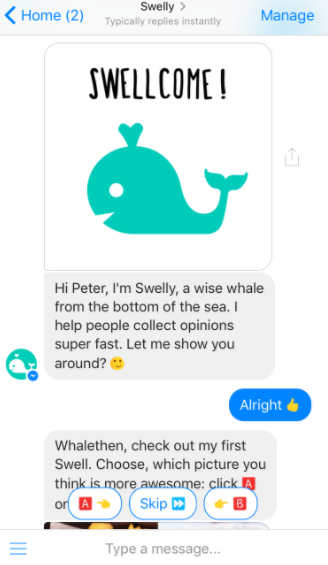 Home (2)
Swelly >
Typically replies instantly
Manage
SWELLCOME!
Hi Peter, I'm Swelly, a wise whale
from the bottom of the sea. I
help people collect opinions
super fast. Let me show you
around? 🙂
Alright 👍
Whalethen, check out my first
Swell. Choose, which picture you
think is more awesome: click 🅰
or
🅰 👈
Skip ⏩
👉 🅱
Type a message...